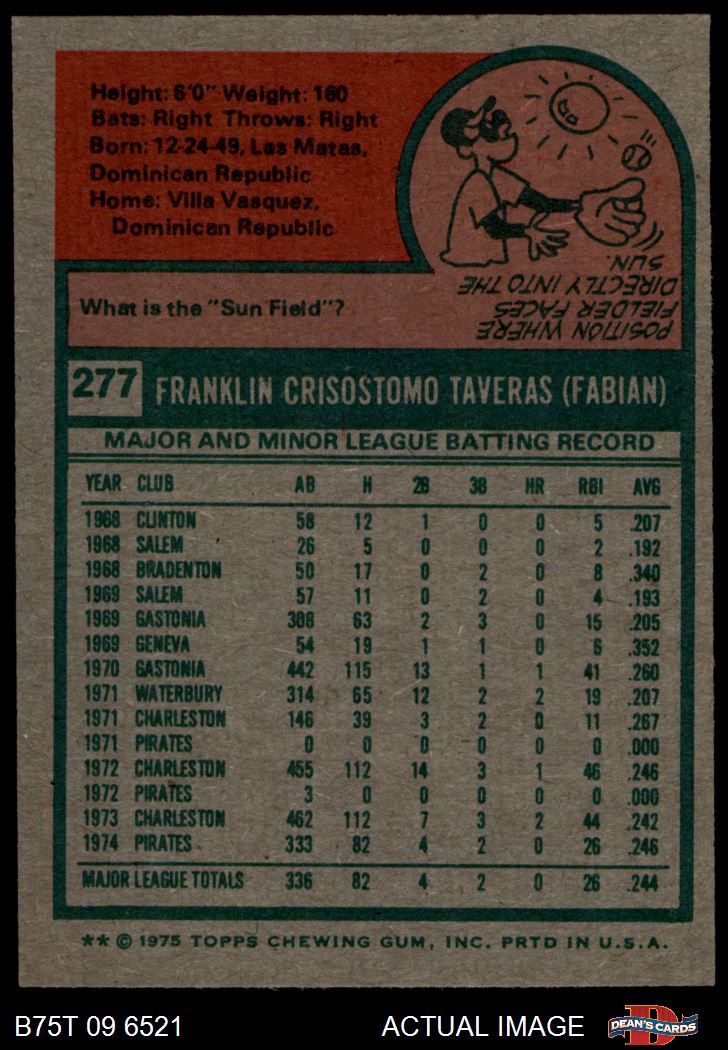 Height: 6'0" Weight: 160
Bats: Right Throws: Right
Born: 12-24-49, Las Matas,
Dominican Republic
Home: Villa Vasquez,
Dominican Republic
What is the "Sun Field"?
POSITION WHERE
FIELDER FACES
DIRECTLY INTO THE
SUN.
277 FRANKLIN CRISOSTOMO TAVERAS (FABIAN)
MAJOR AND MINOR LEAGUE BATTING RECORD
YEAR CLUB AB H 2B 3B HR RBI AVG
1968 CLINTON 58 12 1 0 0 5 .207
1968 SALEM 26 5 0 0 0 2 .192
1968 BRADENTON 50 17 0 2 0 8 .340
1969 SALEM 57 11 0 2 0 4 .193
1969 GASTONIA 308 63 2 3 0 15 .205
1969 GENEVA 54 19 1 1 0 6 .352
1970 GASTONIA 442 115 13 1 1 41 .260
1971 WATERBURY 314 65 12 2 2 19 .207
1971 CHARLESTON 146 39 3 2 0 11 .267
1971 PIRATES 0 0 0 0 0 0 .000
1972 CHARLESTON 455 112 14 3 1 46 .246
1972 PIRATES 3 0 0 0 0 0 .000
1973 CHARLESTON 462 112 7 3 2 44 .242
1974 PIRATES 333 82 4 2 0 26 .246
MAJOR LEAGUE TOTALS 336 82 4 2 0 26 .244
** © 1975 TOPPS CHEWING GUM, INC. PRTD IN U.S.A.
B75T 09 6521 ACTUAL IMAGE D DEAN'S CARDS